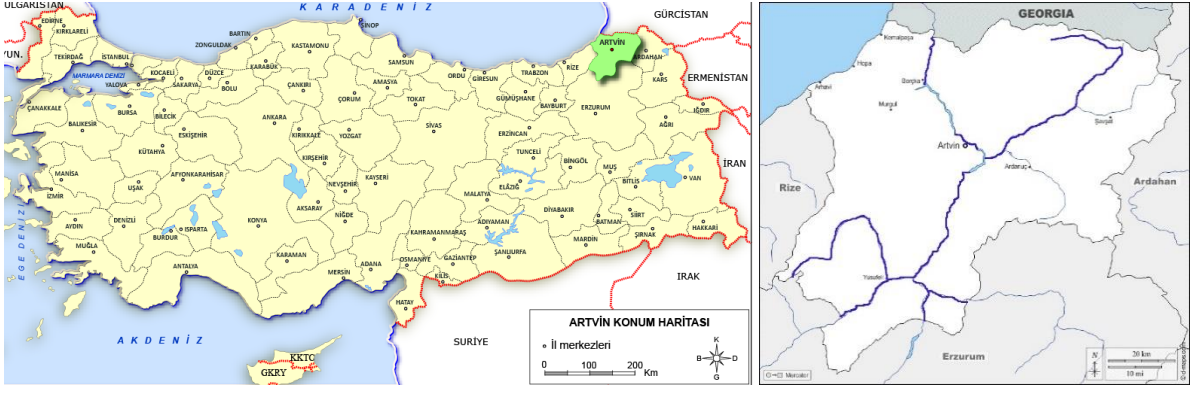 ULGARİSTAN
KARADENİZ
GÜRCİSTAN
EDİRNE
KIRKLARELİ
SİNOP
BARTIN
ZONGULDAK
KASTAMONU
ARTVİN
YUN.
TEKİRDAĞ
İSTANBUL
KARABÜK
SAMSUN
ARDAHAN
MARMARA DENİZİ
YALOVA
KOCAELİ
SAKARYA
DÜZCE
BOLU
ÇANKIRI
AMASYA
ORDU
GİRESUN
TRABZON
RİZE
KARS
ERMENİSTAN
ÇANAKKALE
BURSA
BİLECİK
ÇORUM
TOKAT
GÜMÜŞHANE
BAYBURT
ERZURUM
IĞDIR
BALIKESİR
ESKİŞEHİR
ANKARA
KIRIKKALE
YOZGAT
SİVAS
ERZİNCAN
AĞRI
KÜTAHYA
KIRŞEHİR
TUNCELİ
BİNGÖL
MUŞ
İRAN
MANİSA
UŞAK
AFYONKARAHİSAR
NEVŞEHİR
KAYSERİ
MALATYA
ELÂZIĞ
BİTLİS
VAN
İZMİR
AKSARAY
AYDIN
DENİZLİ
BURDUR
ISPARTA
KONYA
NİĞDE
KAHRAMANMARAŞ
ADIYAMAN
DİYABAKIR
BATMAN
SİİRT
ŞIRNAK
HAKKARİ
EGE DENİZİ
MUĞLA
ANTALYA
KARAMAN
MERSİN
ADANA
OSMANİYE
GAZİANTEP
KİLİS
ŞANLIURFA
MARDİN
HATAY
IRAK
AKDENİZ
SURİYE
KKTC
GKRY
ARTVİN KONUM HARİTASI
İl merkezleri
0 100 200
Km
K
B D
G
GEORGIA
Kemalpaşa
Hopa
Arhavi
Borçka
Murgul
Şavşat
Artvin
Ardanuç
Rize
Ardahan
Yusufeli
Erzurum
N
20 km
10 mi
Mercator